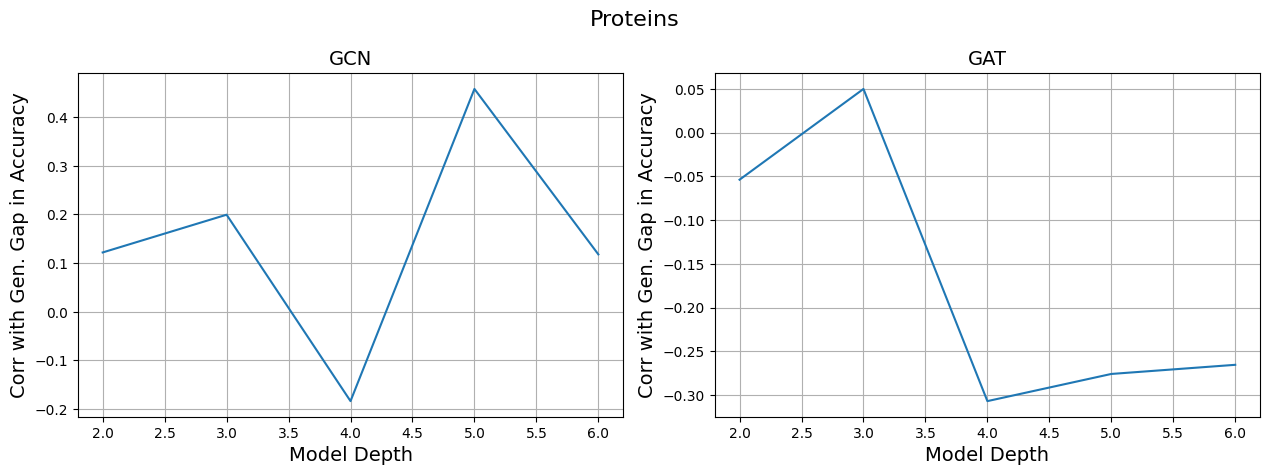 Proteins
GCN
Corr with Gen. Gap in Accuracy
0.4
0.3
0.2
0.1
0.0
−0.1
−0.2
2.0 2.5 3.0 3.5 4.0 4.5 5.0 5.5 6.0
Model Depth
GAT
Corr with Gen. Gap in Accuracy
0.05
0.00
−0.05
−0.10
−0.15
−0.20
−0.25
−0.30
2.0 2.5 3.0 3.5 4.0 4.5 5.0 5.5 6.0
Model Depth